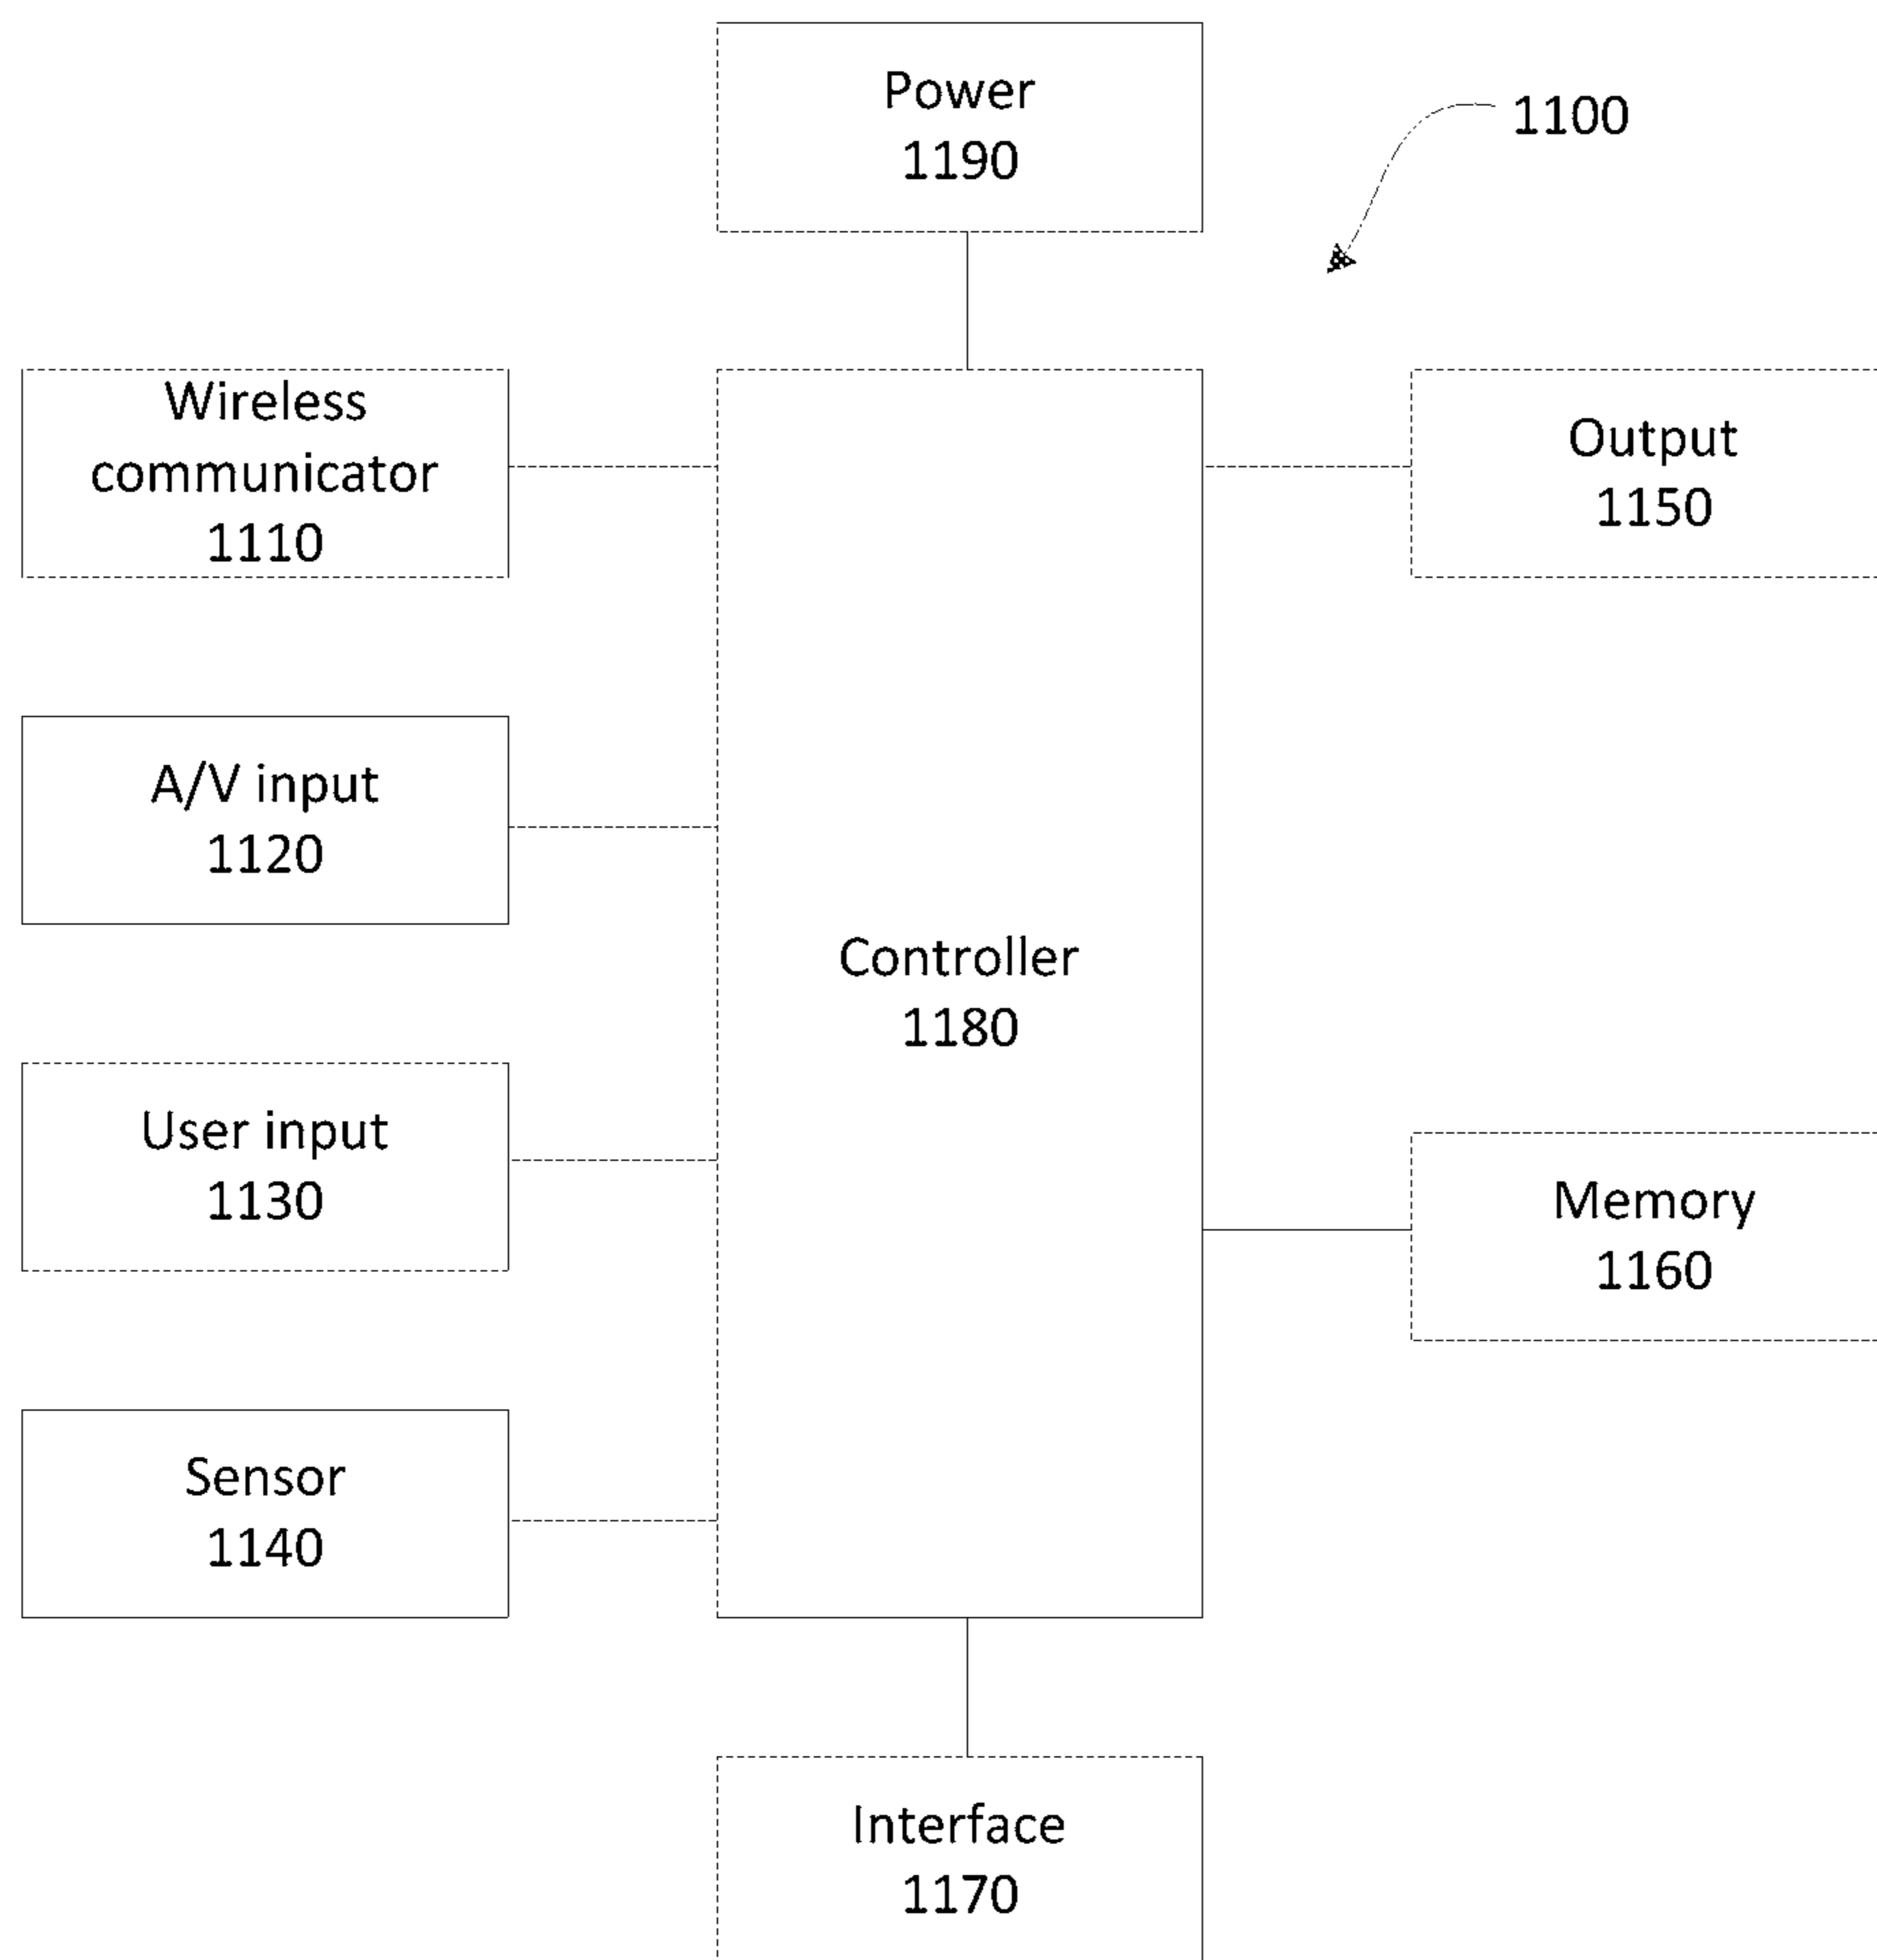 Power
1190
1100
Wireless
communicator
1110
Output
1150
A/V input
1120
Controller
1180
User input
1130
Memory
1160
Sensor
1140
Interface
1170